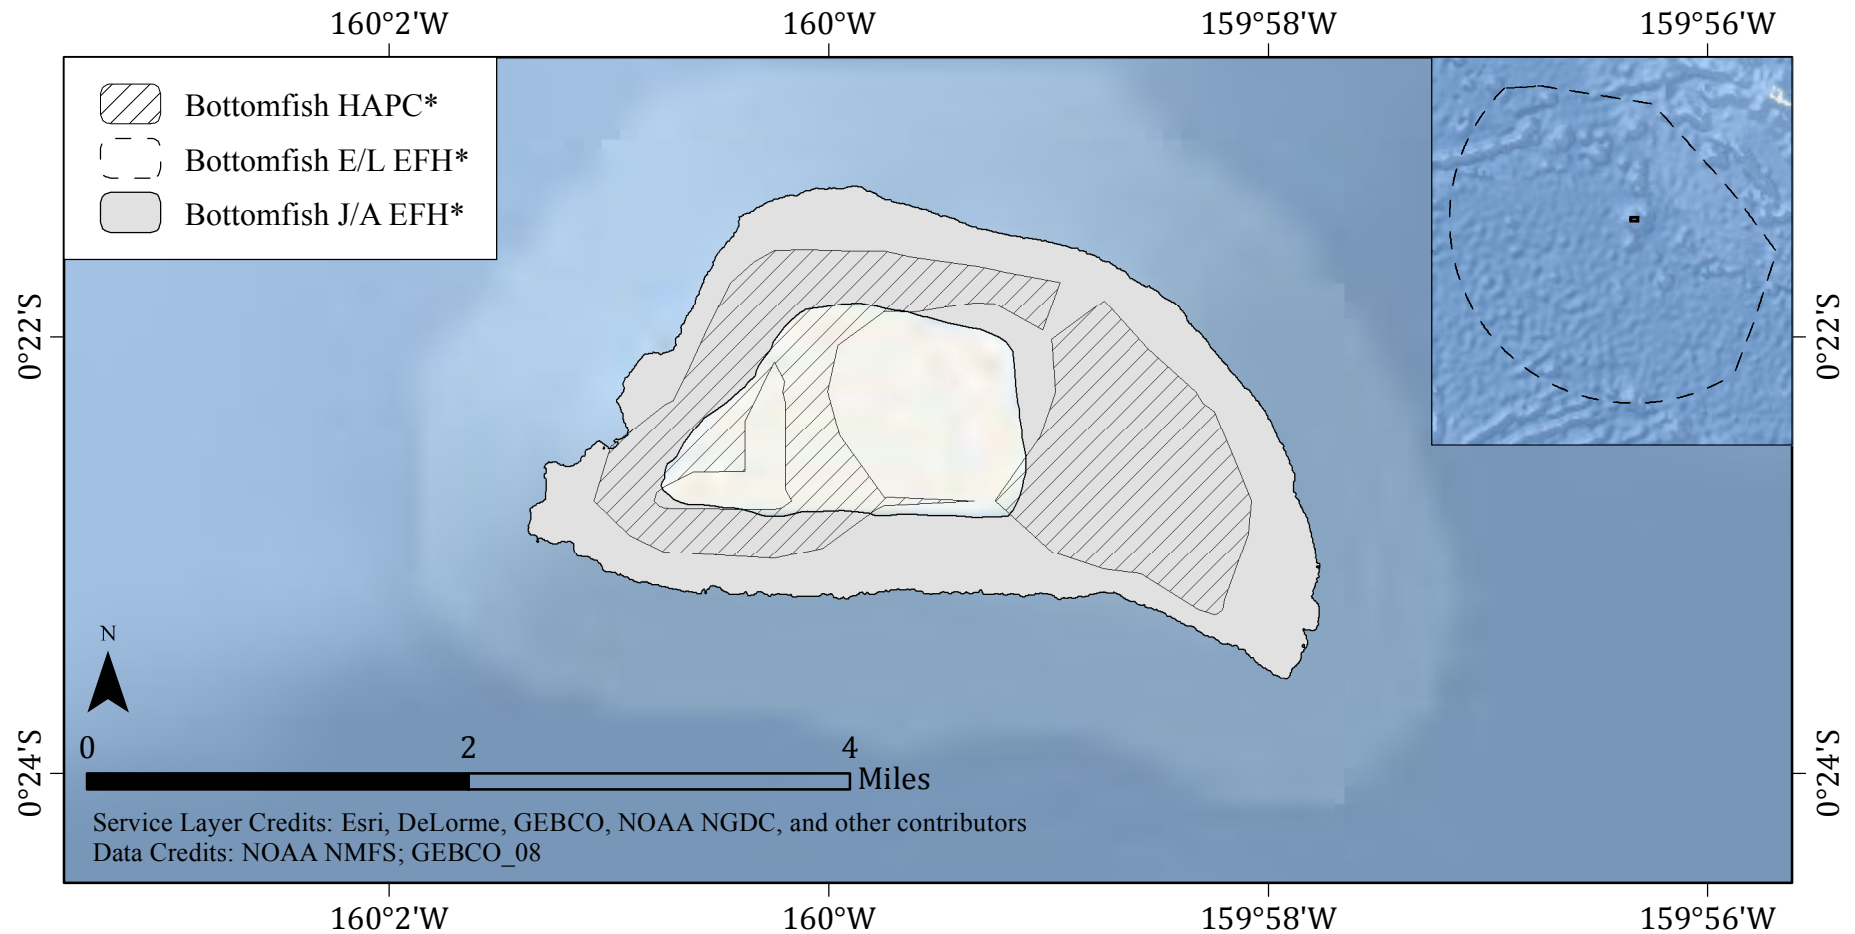 160°2'W 160°W 159°58'W 159°56'W
Bottomfish HAPC*
Bottomfish E/L EFH*
Bottomfish J/A EFH*
0°22'S
0°22'S
N
0 2 4
Miles
0°24'S
0°24'S
Service Layer Credits: Esri, DeLorme, GEBCO, NOAA NGDC, and other contributors
Data Credits: NOAA NMFS; GEBCO_08
160°2'W 160°W 159°58'W 159°56'W